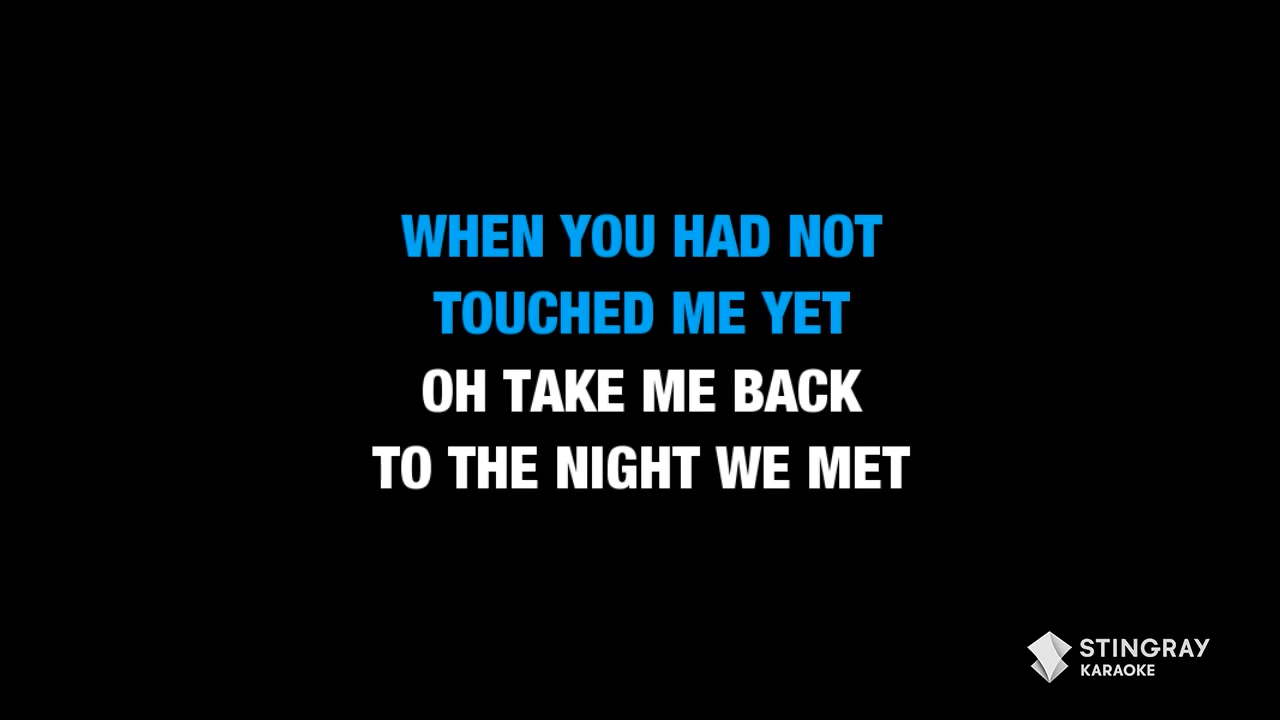 WHEN YOU HAD NOT
TOUCHED ME YET
OH TAKE ME BACK
TO THE NIGHT WE MET
STINGRAY
KARAOKE